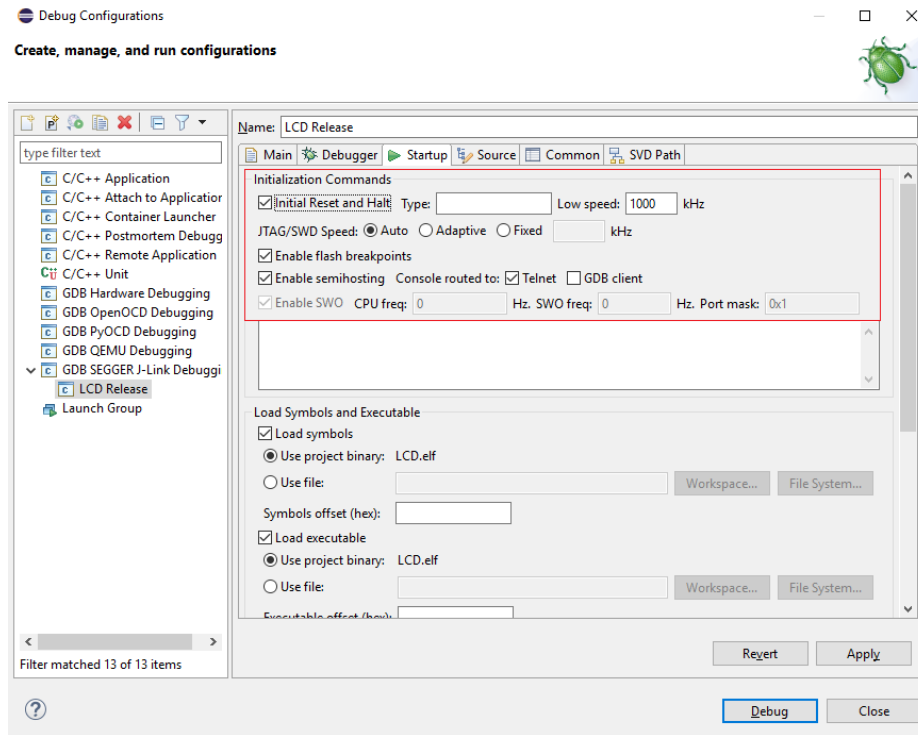 Debug Configurations
Create, manage, and run configurations
type filter text
C/C++ Application
C/C++ Attach to Application
C/C++ Container Launcher
C/C++ Postmortem Debugg
C/C++ Remote Application
C/C++ Unit
GDB Hardware Debugging
GDB OpenOCD Debugging
GDB PyOCD Debugging
GDB QEMU Debugging
GDB SEGGER J-Link Debuggi
LCD Release
Launch Group
Filter matched 13 of 13 items
Name: LCD Release
Main Debugger Startup Source Common SVD Path
Initialization Commands
Initial Reset and Halt Type: Low speed: 1000 kHz
JTAG/SWD Speed: Auto Adaptive Fixed kHz
Enable flash breakpoints
Enable semihosting Console routed to: Telnet GDB client
Enable SWO CPU freq: 0 Hz. SWO freq: 0 Hz. Port mask: 0x1
Load Symbols and Executable
Load symbols
Use project binary: LCD.elf
Use file: Workspace... File System...
Symbols offset (hex):
Load executable
Use project binary: LCD.elf
Use file: Workspace... File System...
Executable offset (hex):
Revert Apply
? Debug Close